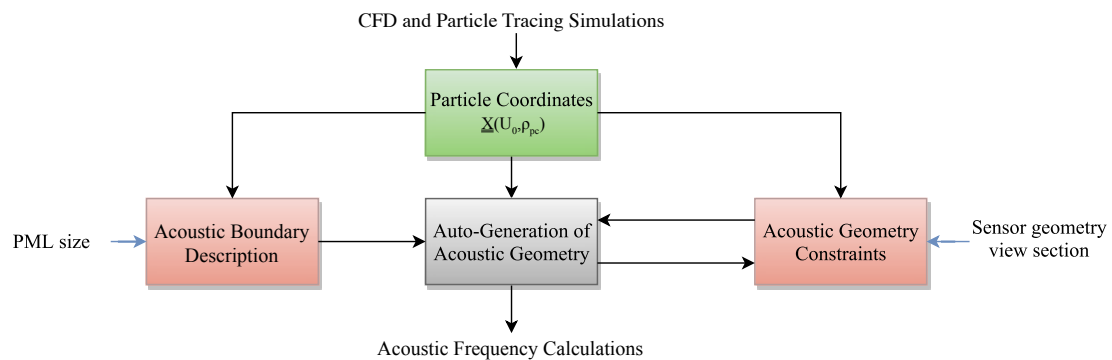 CFD and Particle Tracing Simulations
Particle Coordinates
X(U₀,ρₚc)
PML size
Acoustic Boundary
Description
Auto-Generation of
Acoustic Geometry
Acoustic Geometry
Constraints
Sensor geometry
view section
Acoustic Frequency Calculations